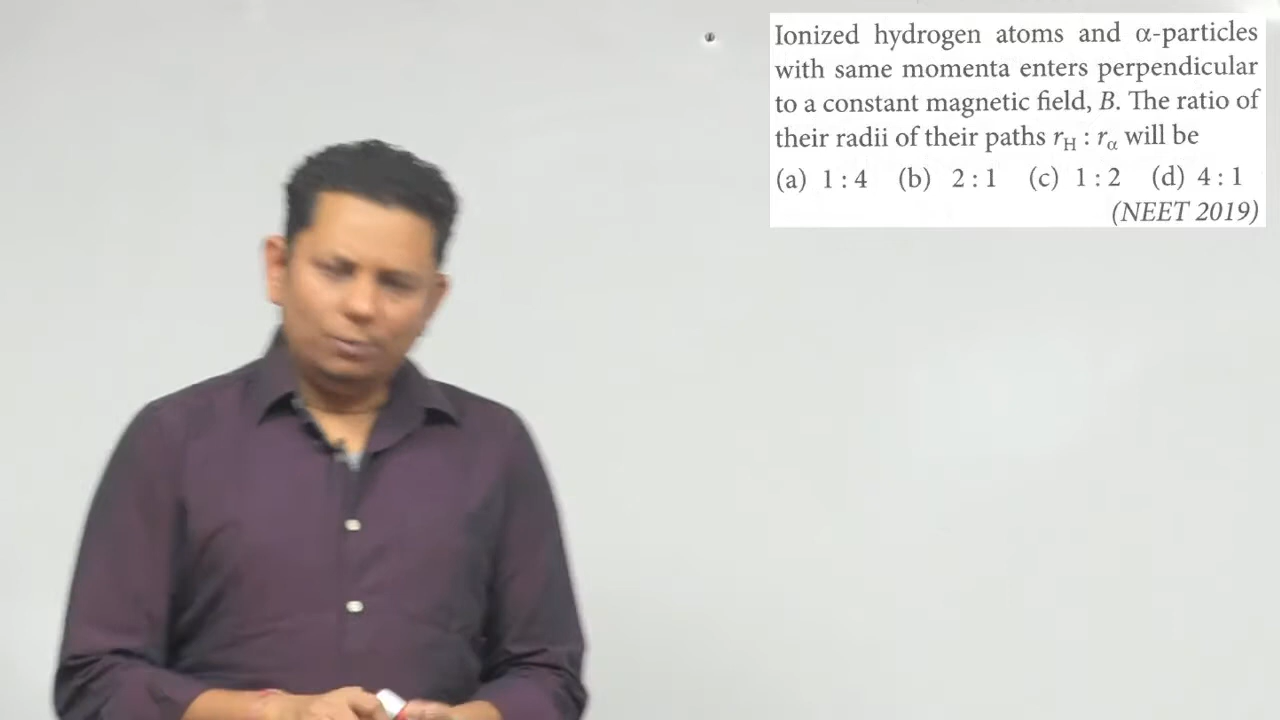 Ionized hydrogen atoms and α-particles
with same momenta enters perpendicular
to a constant magnetic field, B. The ratio of
their radii of their paths rH : rα will be
(a) 1 : 4 (b) 2 : 1 (c) 1 : 2 (d) 4 : 1
(NEET 2019)